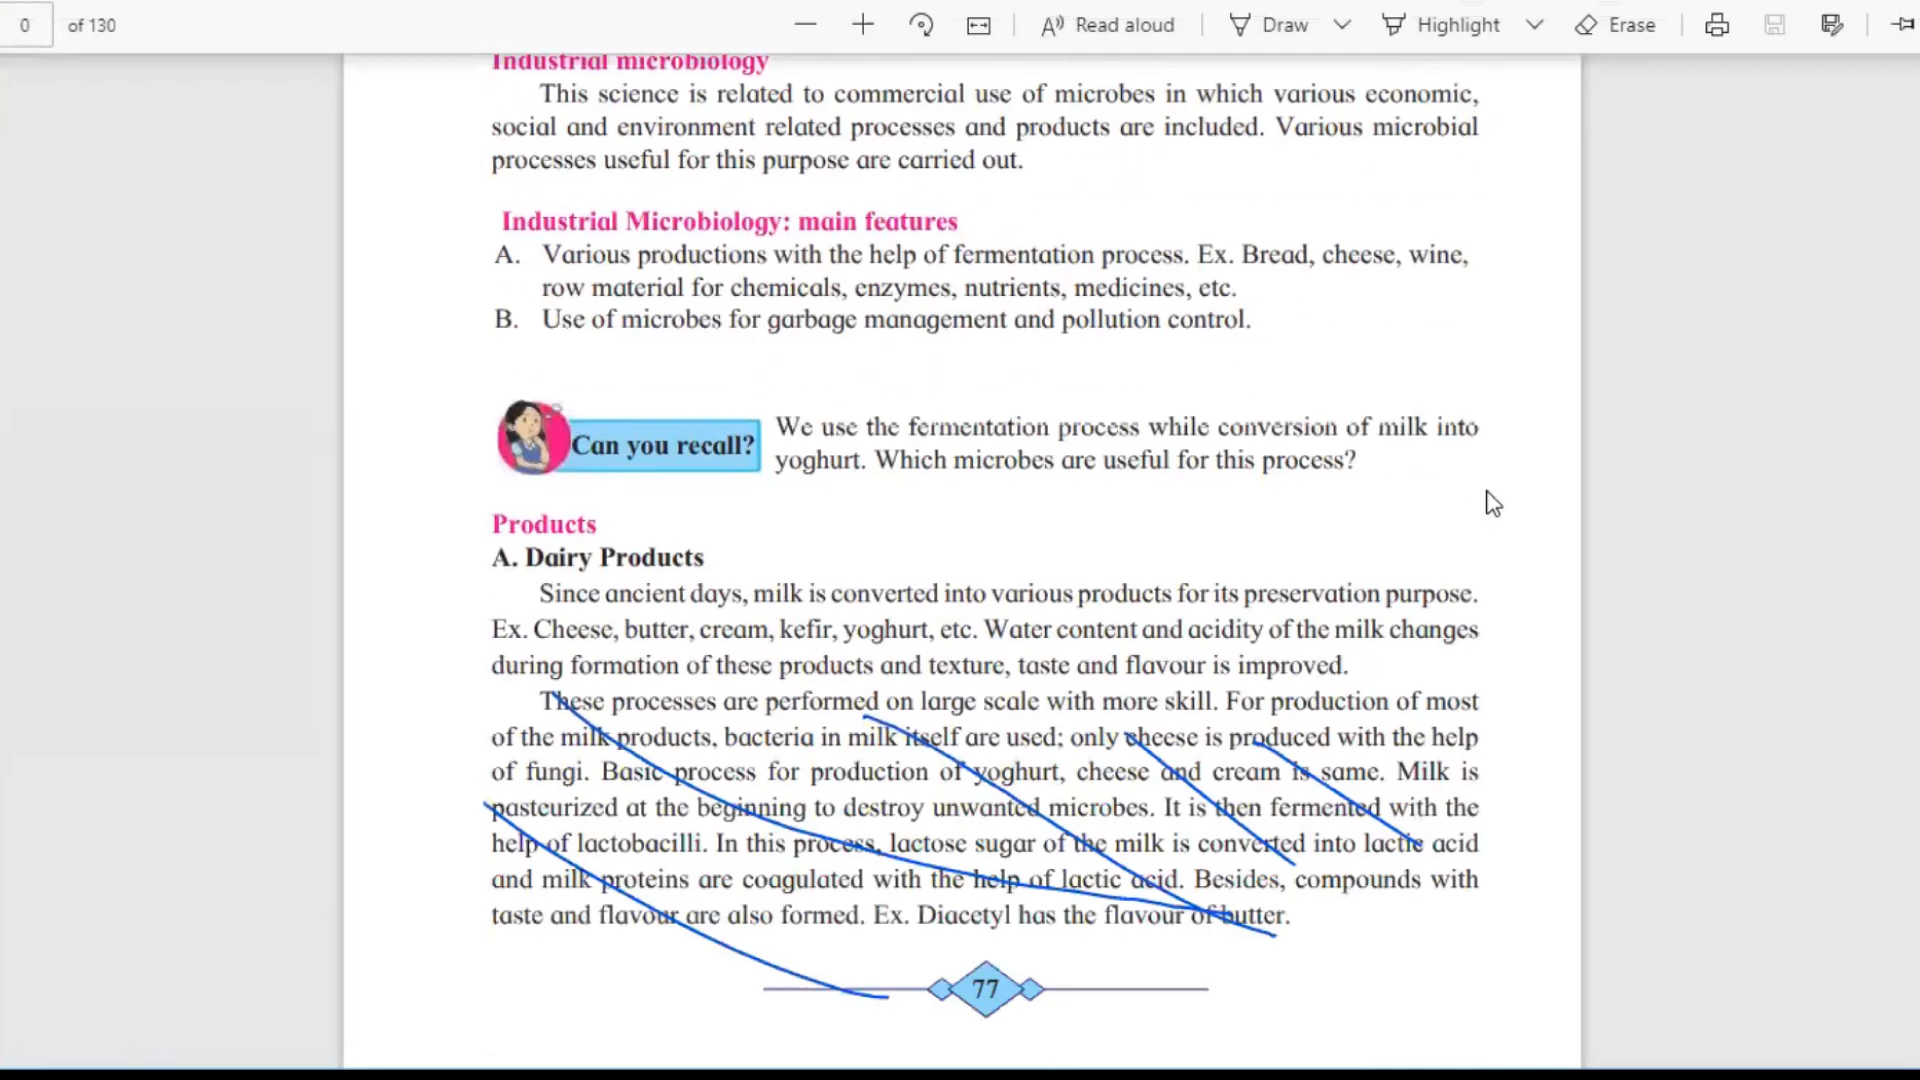 0 of 130 Read aloud Draw Highlight Erase
Industrial microbiology
This science is related to commercial use of microbes in which various economic,
social and environment related processes and products are included. Various microbial
processes useful for this purpose are carried out.
Industrial Microbiology: main features
A. Various productions with the help of fermentation process. Ex. Bread, cheese, wine,
row material for chemicals, enzymes, nutrients, medicines, etc.
B. Use of microbes for garbage management and pollution control.
Can you recall?
We use the fermentation process while conversion of milk into
yoghurt. Which microbes are useful for this process?
Products
A. Dairy Products
Since ancient days, milk is converted into various products for its preservation purpose.
Ex. Cheese, butter, cream, kefir, yoghurt, etc. Water content and acidity of the milk changes
during formation of these products and texture, taste and flavour is improved.
These processes are performed on large scale with more skill. For production of most
of the milk products, bacteria in milk itself are used; only cheese is produced with the help
of fungi. Basic process for production of yoghurt, cheese and cream is same. Milk is
pasteurized at the beginning to destroy unwanted microbes. It is then fermented with the
help of lactobacilli. In this process, lactose sugar of the milk is converted into lactic acid
and milk proteins are coagulated with the help of lactic acid. Besides, compounds with
taste and flavour are also formed. Ex. Diacetyl has the flavour of butter.
77